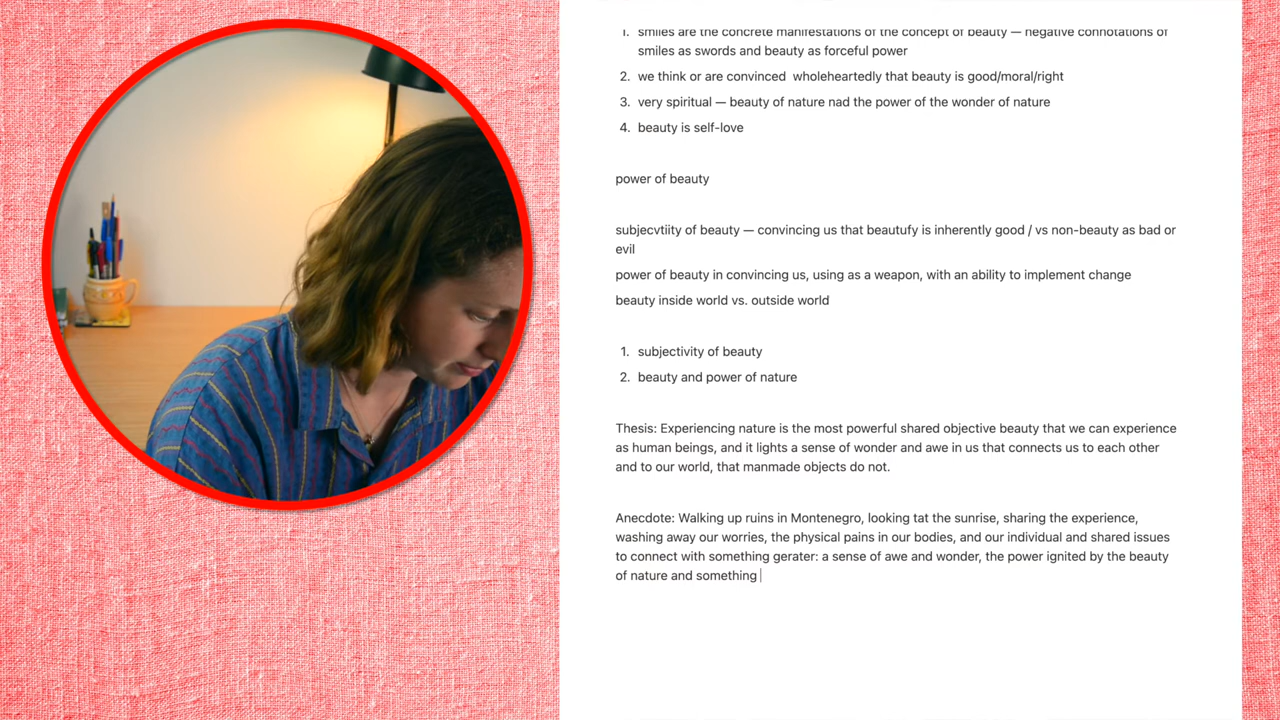 1. smiles are the concrete manifestations of the concept of beauty — negative connotations of
smiles as swords and beauty as forceful power
2. we think or are convinced  wholeheartedly that beauty is good/moral/right
3. very spiritual — beauty of nature nad the power of the wonder of nature
4. beauty is self-love
power of beauty
subjecvtiity of beauty — convincing us that beautufy is inherently good / vs non-beauty as bad or
evil
power of beauty in convincing us, using as a weapon, with an ability to implement change
beauty inside world vs. outside world
1. subjectivity of beauty
2. beauty and power of nature
Thesis: Experiencing nature is the most powerful shared objective beauty that we can experience
as human beings, and it lights a sense of wonder and awe in us that connects us to each other
and to our world, that manmade objects do not.
Anecdote: Walking up ruins in Montenegro, looking tat the sunrise, sharing the experience,
washing away our worries, the physical pains in our bodies, and our individual and shared issues
to connect with something gerater: a sense of awe and wonder, the power ignited by the beauty
of nature and something